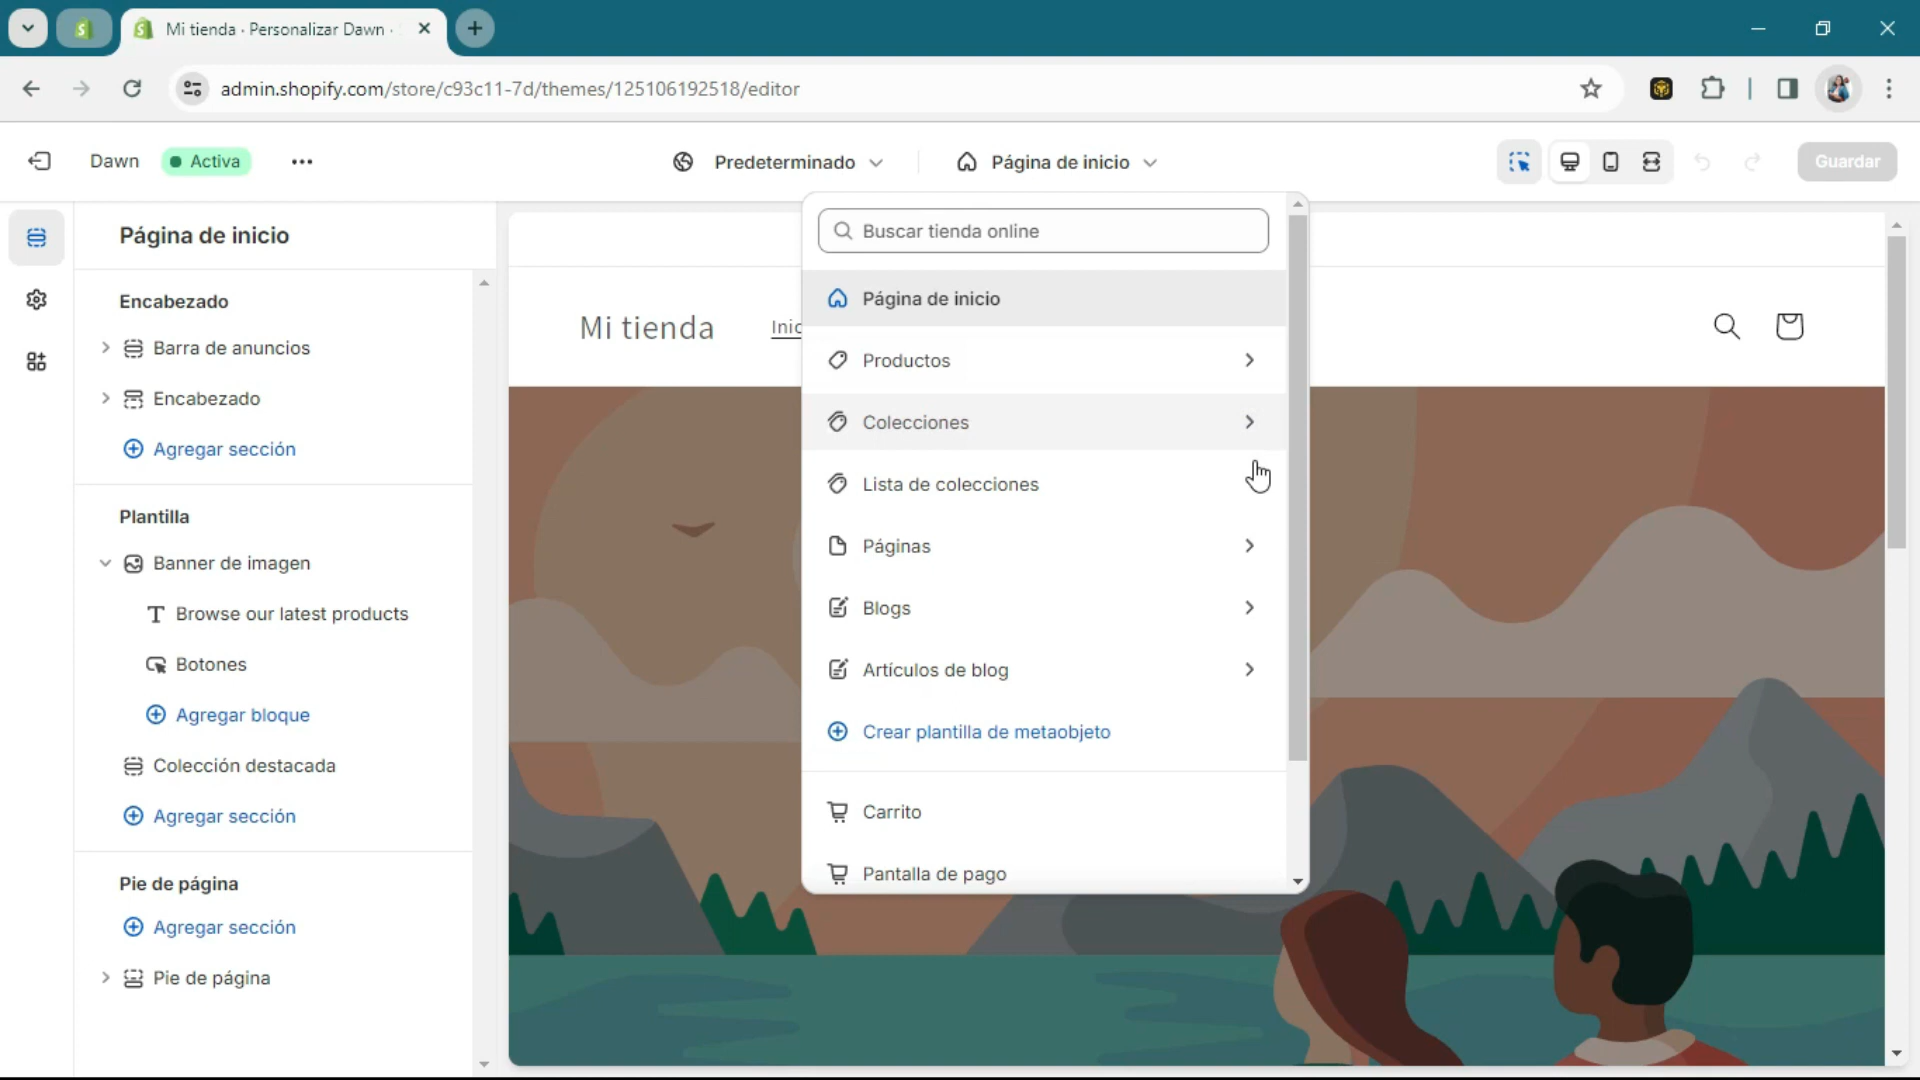 Mi tienda · Personalizar Dawn ·
admin.shopify.com/store/c93c11-7d/themes/125106192518/editor
Dawn
Activa
Predeterminado
Página de inicio
Guardar
Página de inicio
Encabezado
Barra de anuncios
Encabezado
Agregar sección
Plantilla
Banner de imagen
Browse our latest products
Botones
Agregar bloque
Colección destacada
Agregar sección
Pie de página
Agregar sección
Pie de página
Mi tienda
Buscar tienda online
Página de inicio
Productos
Colecciones
Lista de colecciones
Páginas
Blogs
Artículos de blog
Crear plantilla de metaobjeto
Carrito
Pantalla de pago